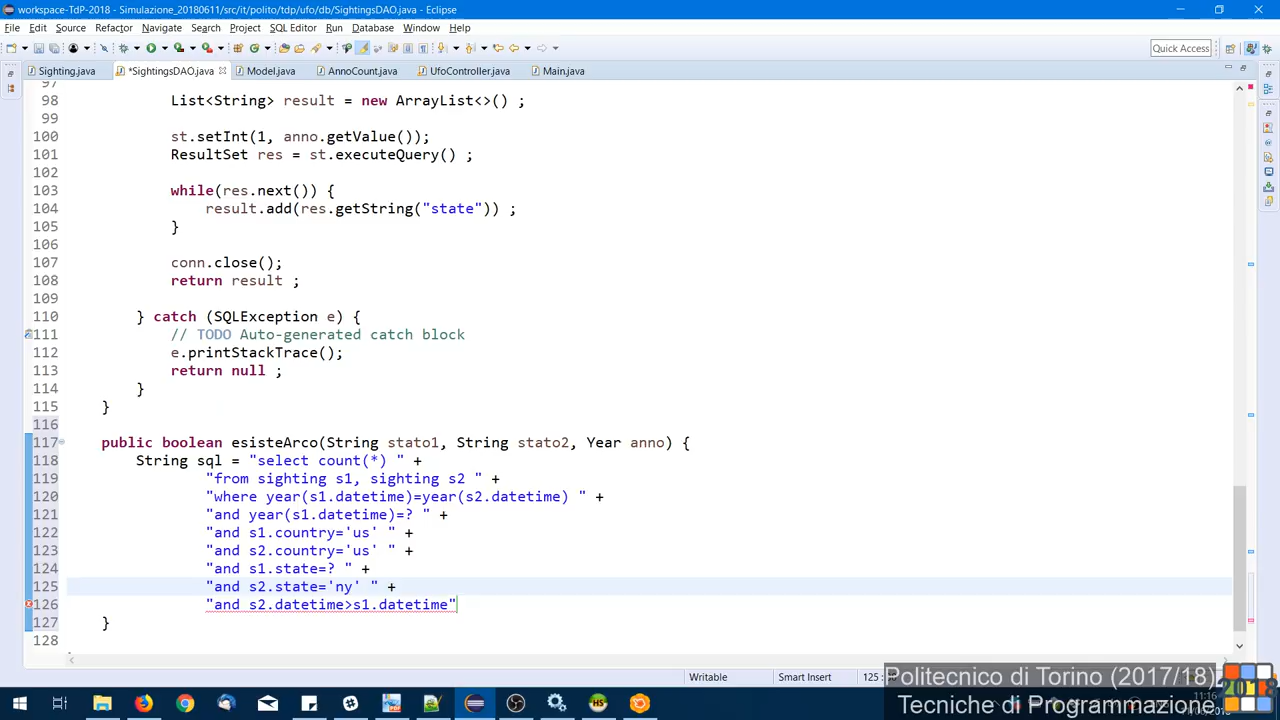 workspace-TdP-2018 - Simulazione_20180611/src/it/polito/tdp/ufo/db/SightingsDAO.java - Eclipse
File Edit Source Refactor Navigate Search Project SQL Editor Run Database Window Help
Quick Access
Sighting.java *SightingsDAO.java Model.java AnnoCount.java UfoController.java Main.java
97
98 List<String> result = new ArrayList<>() ;
99
100 st.setInt(1, anno.getValue());
101 ResultSet res = st.executeQuery() ;
102
103 while(res.next()) {
104 result.add(res.getString("state")) ;
105 }
106
107 conn.close();
108 return result ;
109
110 } catch (SQLException e) {
111 // TODO Auto-generated catch block
112 e.printStackTrace();
113 return null ;
114 }
115 }
116
117 public boolean esisteArco(String stato1, String stato2, Year anno) {
118 String sql = "select count(*) " +
119 "from sighting s1, sighting s2 " +
120 "where year(s1.datetime)=year(s2.datetime) " +
121 "and year(s1.datetime)=? " +
122 "and s1.country='us' " +
123 "and s2.country='us' " +
124 "and s1.state=? " +
125 "and s2.state='ny' " +
126 "and s2.datetime>s1.datetime"
127 }
128
Writable Smart Insert 125 :
Politecnico di Torino (2017/18)
Tecniche di Programmazione
2018
11:16